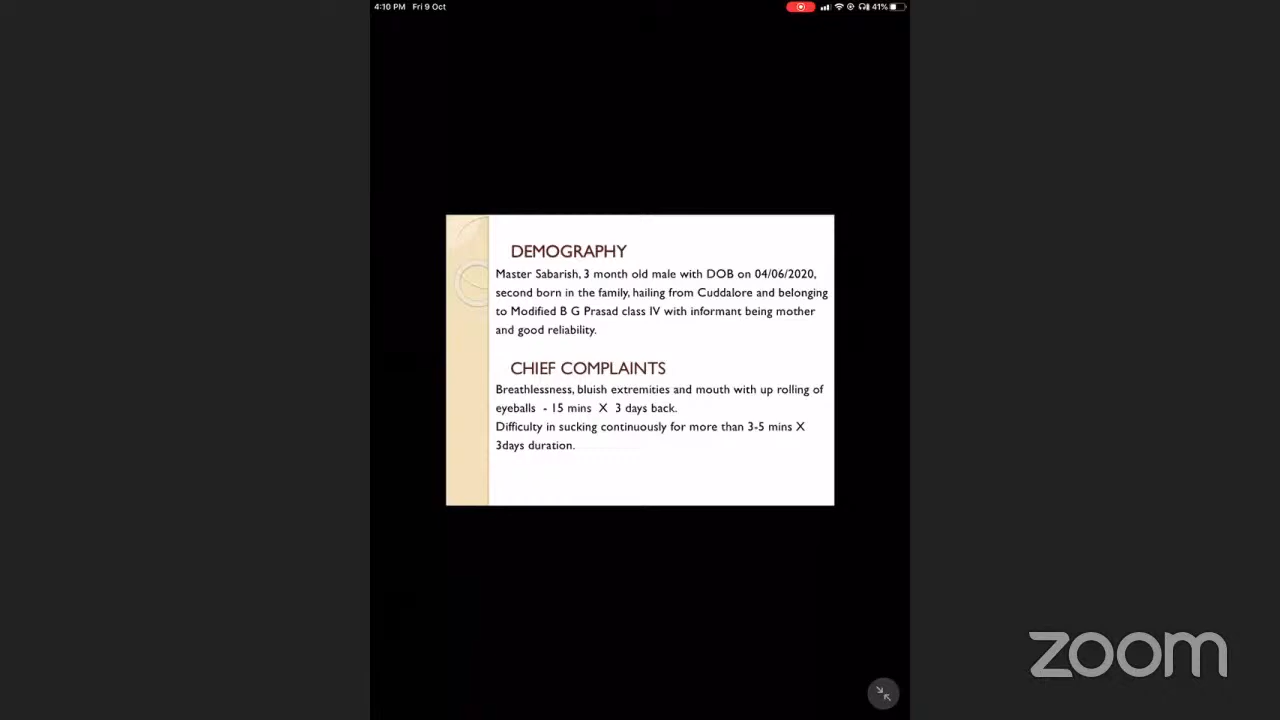 4:10 PM Fri 9 Oct
41%
DEMOGRAPHY
Master Sabarish, 3 month old male with DOB on 04/06/2020,
second born in the family, hailing from Cuddalore and belonging
to Modified B G Prasad class IV with informant being mother
and good reliability.
CHIEF COMPLAINTS
Breathlessness, bluish extremities and mouth with up rolling of
eyeballs - 15 mins X 3 days back.
Difficulty in sucking continuously for more than 3-5 mins X
3days duration.
zoom